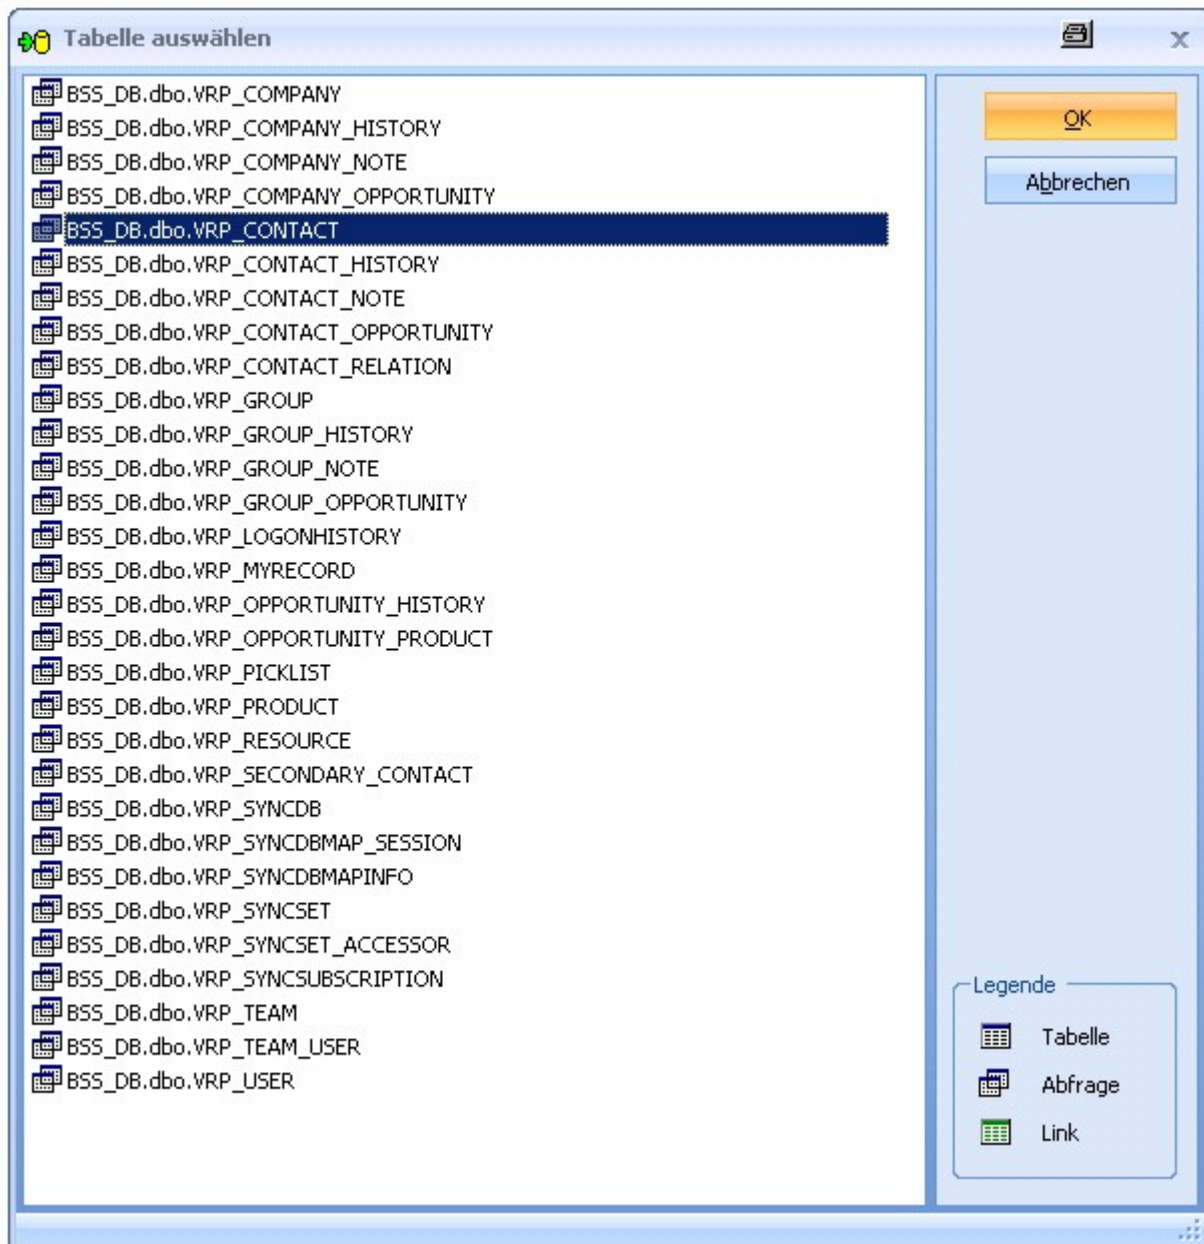 Tabelle auswählen
BSS_DB.dbo.VRP_COMPANY
BSS_DB.dbo.VRP_COMPANY_HISTORY
BSS_DB.dbo.VRP_COMPANY_NOTE
BSS_DB.dbo.VRP_COMPANY_OPPORTUNITY
BSS_DB.dbo.VRP_CONTACT
BSS_DB.dbo.VRP_CONTACT_HISTORY
BSS_DB.dbo.VRP_CONTACT_NOTE
BSS_DB.dbo.VRP_CONTACT_OPPORTUNITY
BSS_DB.dbo.VRP_CONTACT_RELATION
BSS_DB.dbo.VRP_GROUP
BSS_DB.dbo.VRP_GROUP_HISTORY
BSS_DB.dbo.VRP_GROUP_NOTE
BSS_DB.dbo.VRP_GROUP_OPPORTUNITY
BSS_DB.dbo.VRP_LOGONHISTORY
BSS_DB.dbo.VRP_MYRECORD
BSS_DB.dbo.VRP_OPPORTUNITY_HISTORY
BSS_DB.dbo.VRP_OPPORTUNITY_PRODUCT
BSS_DB.dbo.VRP_PICKLIST
BSS_DB.dbo.VRP_PRODUCT
BSS_DB.dbo.VRP_RESOURCE
BSS_DB.dbo.VRP_SECONDARY_CONTACT
BSS_DB.dbo.VRP_SYNCDB
BSS_DB.dbo.VRP_SYNCDBMAP_SESSION
BSS_DB.dbo.VRP_SYNCDBMAPINFO
BSS_DB.dbo.VRP_SYNCSET
BSS_DB.dbo.VRP_SYNCSET_ACCESSOR
BSS_DB.dbo.VRP_SYNCSUBSCRIPTION
BSS_DB.dbo.VRP_TEAM
BSS_DB.dbo.VRP_TEAM_USER
BSS_DB.dbo.VRP_USER
OK
Abbrechen
Legende
Tabelle
Abfrage
Link